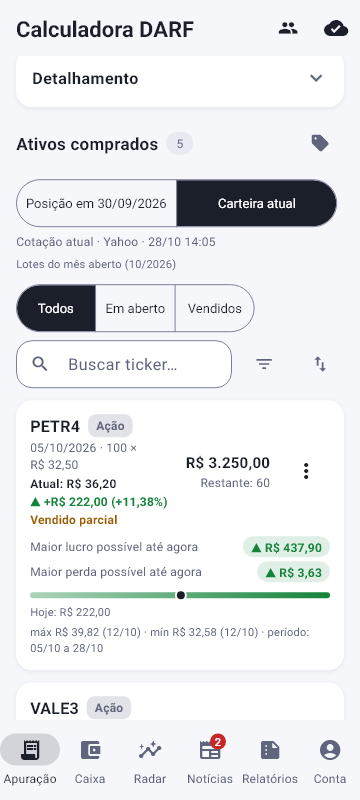 Calculadora DARF
Detalhamento
Ativos comprados 5
Posição em 30/09/2026 Carteira atual
Cotação atual · Yahoo · 28/10 14:05
Lotes do mês aberto (10/2026)
Todos Em aberto Vendidos
Buscar ticker...
PETR4 Ação
05/10/2026 · 100 ×
R$ 32,50
R$ 3.250,00
Atual: R$ 36,20
Restante: 60
▲ +R$ 222,00 (+11,38%)
Vendido parcial
Maior lucro possível até agora ▲ R$ 437,90
Maior perda possível até agora ▲ R$ 3,63
Hoje: R$ 222,00
máx R$ 39,82 (12/10) · mín R$ 32,58 (12/10) · período:
05/10 a 28/10
VALE3 Ação
2
Apuração Caixa Radar Notícias Relatórios Conta